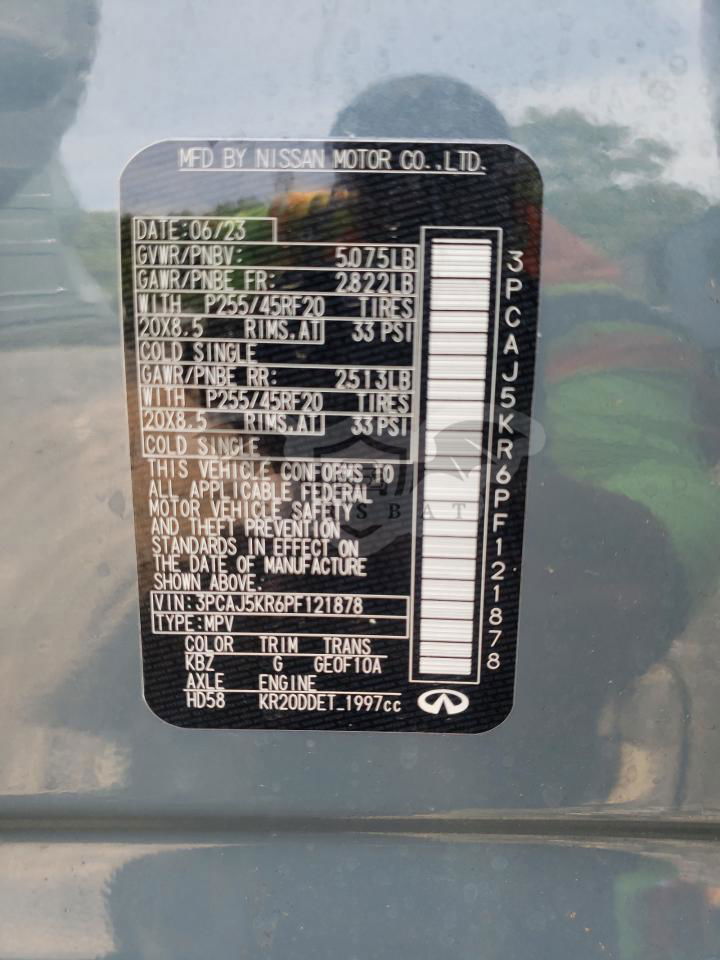 MFD BY NISSAN MOTOR CO.,LTD.
DATE:06/23
GVWR/PNBV: 5075LB
GAWR/PNBE FR: 2822LB
WITH P255/45RF20 TIRES
20X8.5 RIMS,AT 33 PSI
COLD SINGLE
GAWR/PNBE RR: 2513LB
WITH P255/45RF20 TIRES
20X8.5 RIMS,AT 33 PSI
COLD SINGLE
THIS VEHICLE CONFORMS TO
ALL APPLICABLE FEDERAL
MOTOR VEHICLE SAFETY
AND THEFT PREVENTION
STANDARDS IN EFFECT ON
THE DATE OF MANUFACTURE
SHOWN ABOVE.
VIN:3PCAJ5KR6PF121878
TYPE:MPV
COLOR TRIM TRANS
KBZ G GE0F10A
AXLE ENGINE
HD58 KR20DDET_1997cc
3PCAJ5KR6PF121878